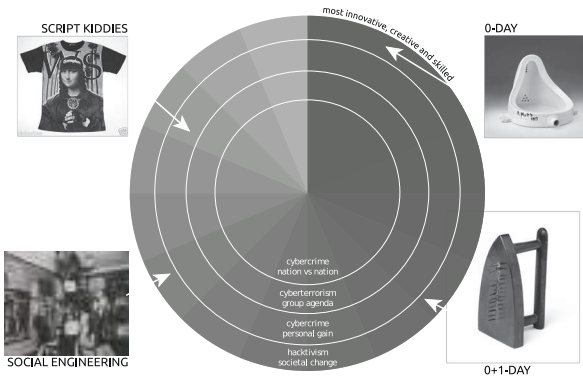 SCRIPT KIDDIES
most innovative, creative and skilled
0-DAY
cybercrime
nation vs nation
cyberterrorism
group agenda
cybercrime
personal gain
hacktivism
societal change
SOCIAL ENGINEERING
0+1-DAY